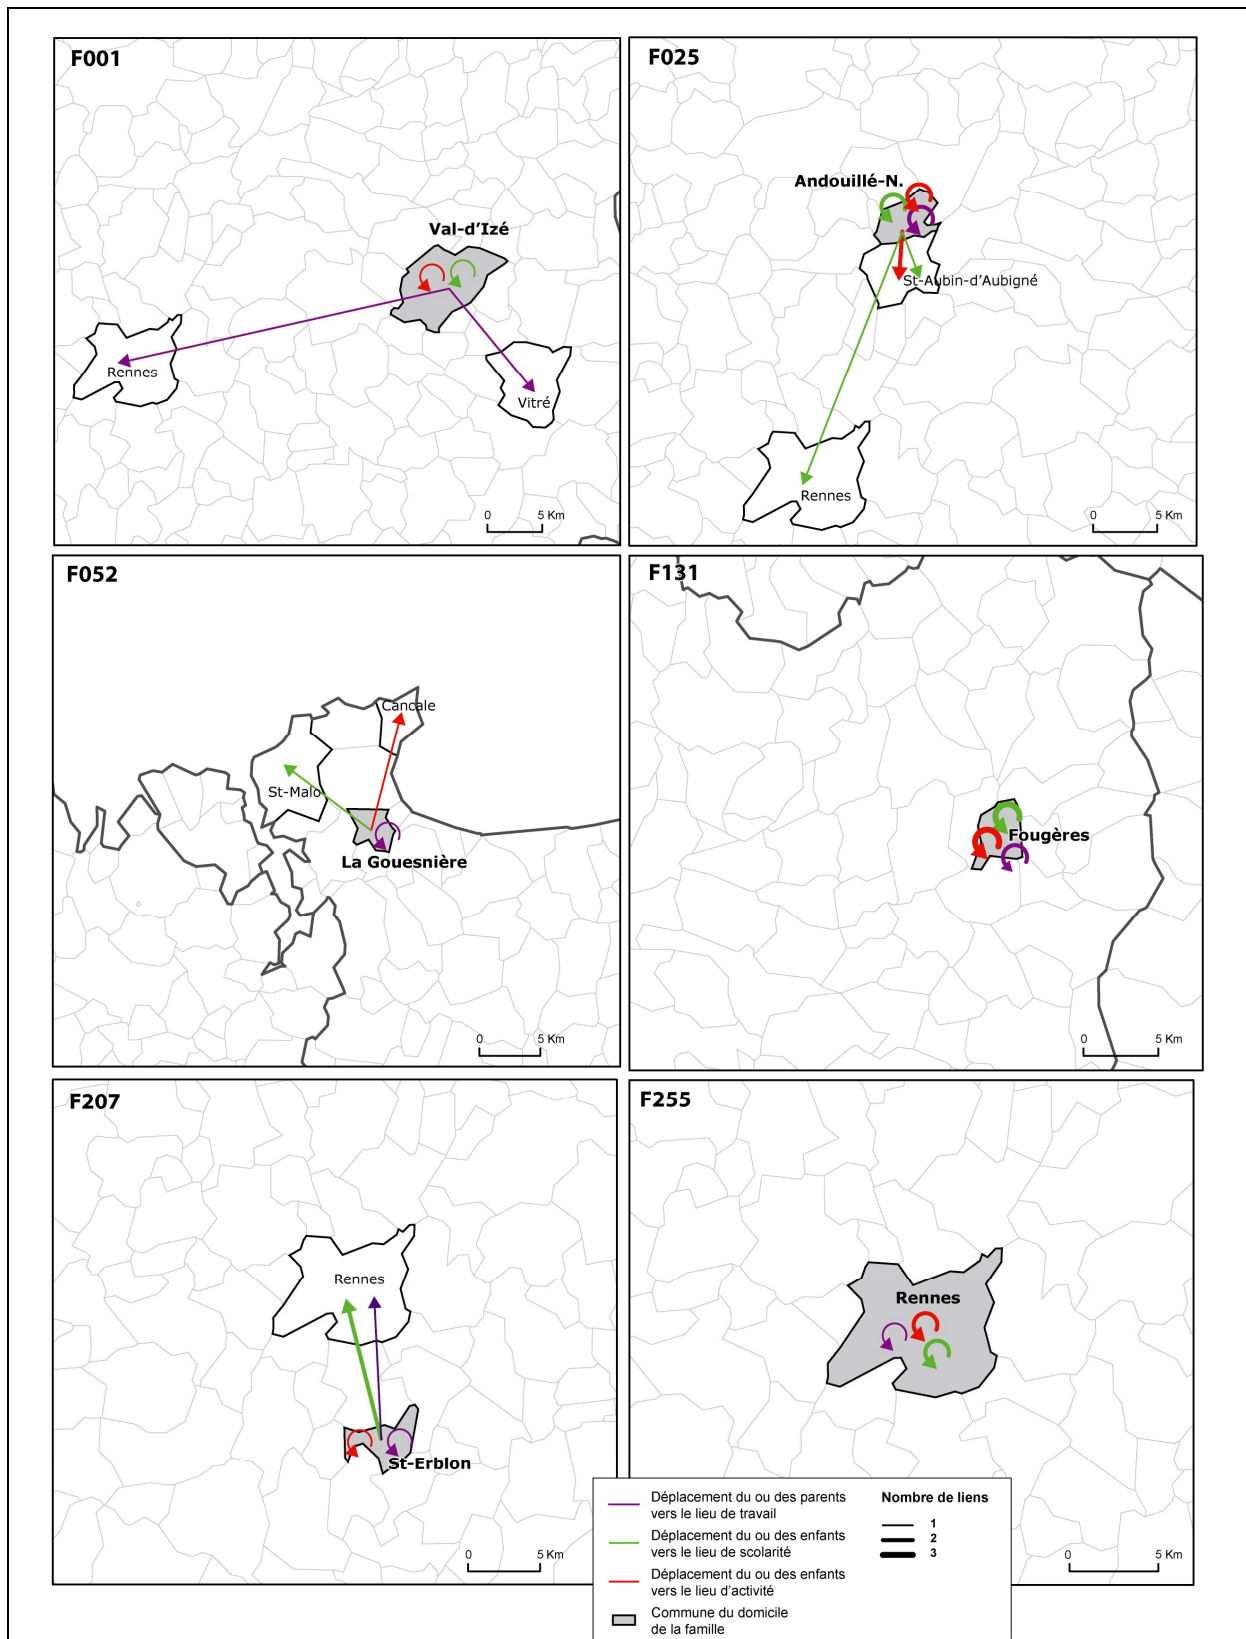 F001
Val-d'Izé
Rennes
Vitré
0 5 Km
F025
Andouillé-N.
St-Aubin-d'Aubigné
Rennes
0 5 Km
F052
Cancale
St-Malo
La Gouesnière
0 5 Km
F131
Fougères
0 5 Km
F207
Rennes
St-Erblon
0 5 Km
F255
Rennes
0 5 Km
Déplacement du ou des parents
vers le lieu de travail
Déplacement du ou des enfants
vers le lieu de scolarité
Déplacement du ou des enfants
vers le lieu d'activité
Commune du domicile
de la famille
Nombre de liens
1
2
3